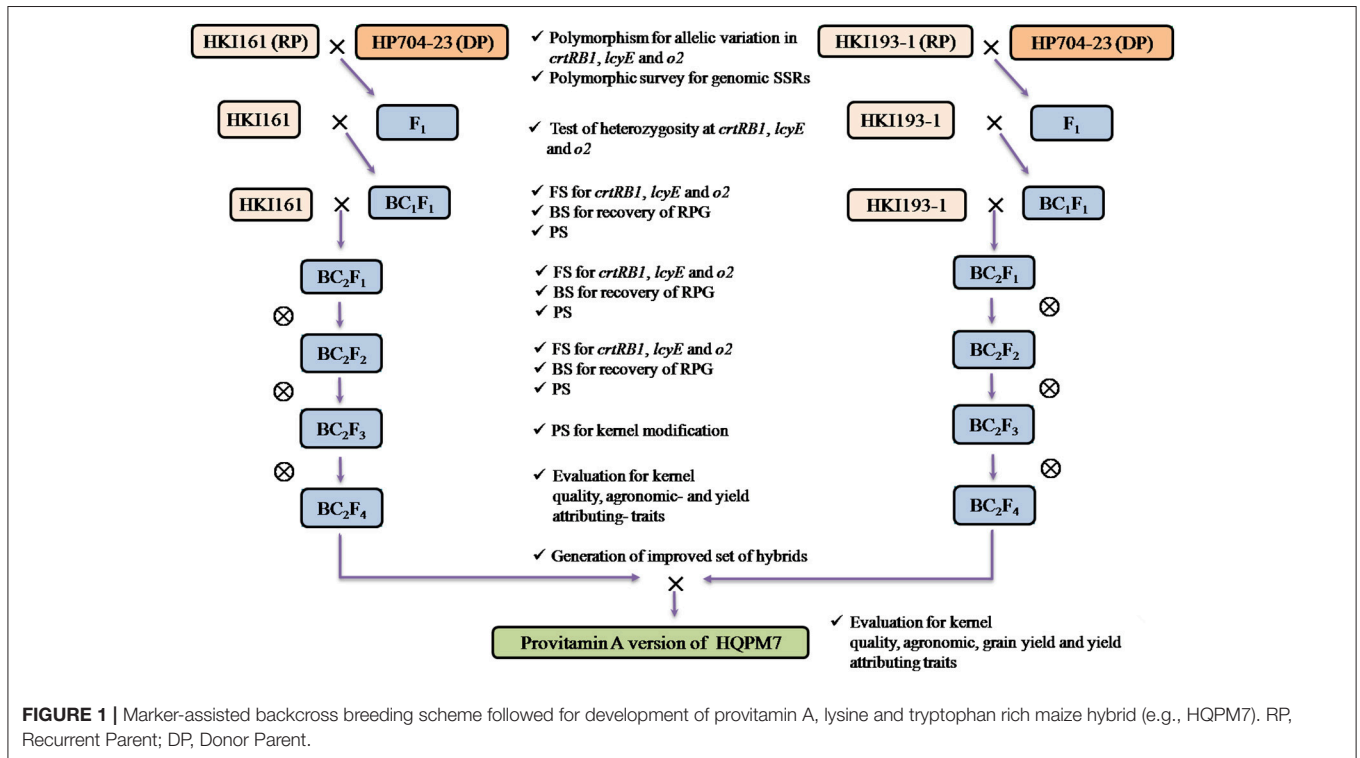 HKI161 (RP) × HP704-23 (DP)
✓ Polymorphism for allelic variation in
crtRB1, lcyE and o2
✓ Polymorphic survey for genomic SSRs
HKI193-1 (RP) × HP704-23 (DP)
HKI161 × F₁
✓ Test of heterozygosity at crtRB1, lcyE
and o2
HKI193-1 × F₁
HKI161 × BC₁F₁
✓ FS for crtRB1, lcyE and o2
✓ BS for recovery of RPG
✓ PS
HKI193-1 × BC₁F₁
BC₂F₁
✓ FS for crtRB1, lcyE and o2
✓ BS for recovery of RPG
✓ PS
BC₂F₁
⊗
⊗
BC₂F₂
✓ FS for crtRB1, lcyE and o2
✓ BS for recovery of RPG
✓ PS
BC₂F₂
⊗
⊗
BC₂F₃
✓ PS for kernel modification
BC₂F₃
⊗
⊗
BC₂F₄
✓ Evaluation for kernel
quality, agronomic- and yield
attributing- traits
BC₂F₄
✓ Generation of improved set of hybrids
×
Provitamin A version of HQPM7
✓ Evaluation for kernel
quality, agronomic, grain yield and yield
attributing traits
FIGURE 1 | Marker-assisted backcross breeding scheme followed for development of provitamin A, lysine and tryptophan rich maize hybrid (e.g., HQPM7). RP,
Recurrent Parent; DP, Donor Parent.